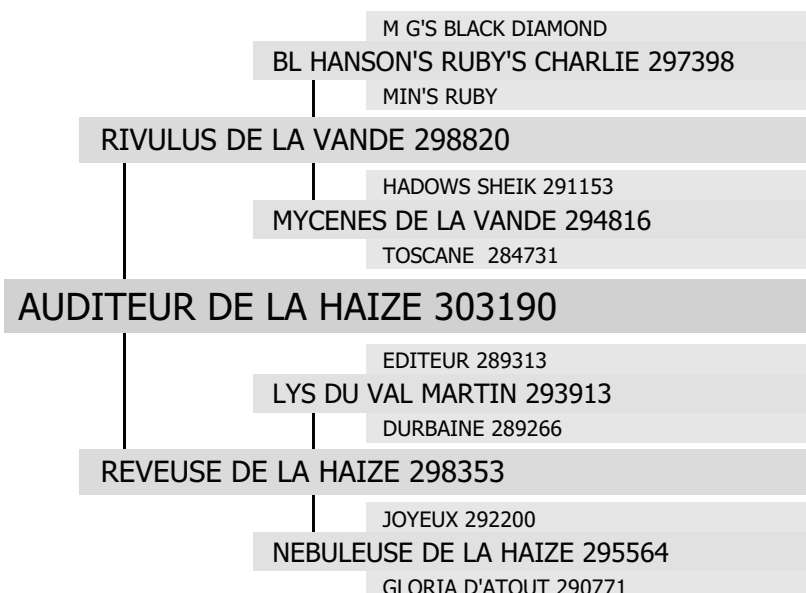 M G'S BLACK DIAMOND
BL HANSON'S RUBY'S CHARLIE 297398
MIN'S RUBY
RIVULUS DE LA VANDE 298820
HADOWS SHEIK 291153
MYCENES DE LA VANDE 294816
TOSCANE  284731
AUDITEUR DE LA HAIZE 303190
EDITEUR 289313
LYS DU VAL MARTIN 293913
DURBAINE 289266
REVEUSE DE LA HAIZE 298353
JOYEUX 292200
NEBULEUSE DE LA HAIZE 295564
GLORIA D'ATOUT 290771